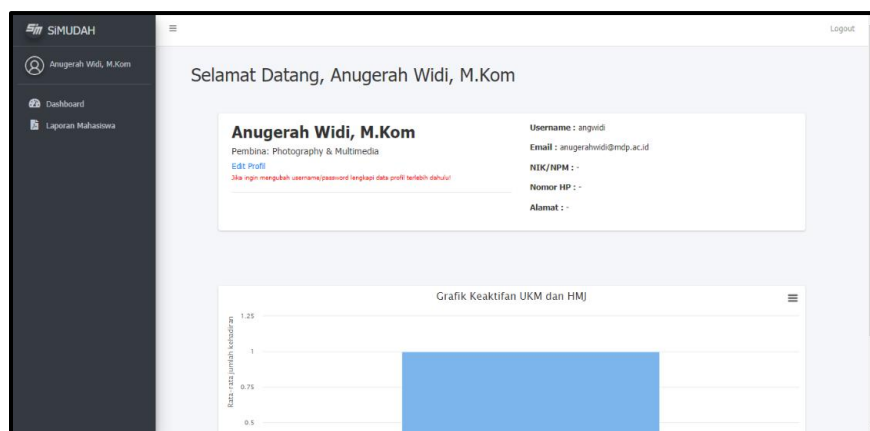 Sm SiMUDAH
Logout
Anugerah Widi, M.Kom
Dashboard
Laporan Mahasiswa
Selamat Datang, Anugerah Widi, M.Kom
Anugerah Widi, M.Kom
Pembina: Photography & Multimedia
Edit Profil
Jika ingin mengubah username/password lengkapi data profil terlebih dahulu!
Username : angwidi
Email : anugerahwidi@mdp.ac.id
NIK/NPM : -
Nomor HP : -
Alamat : -
Grafik Keaktifan UKM dan HMJ
Rata-rata jumlah kehadiran
1.25
1
0.75
0.5